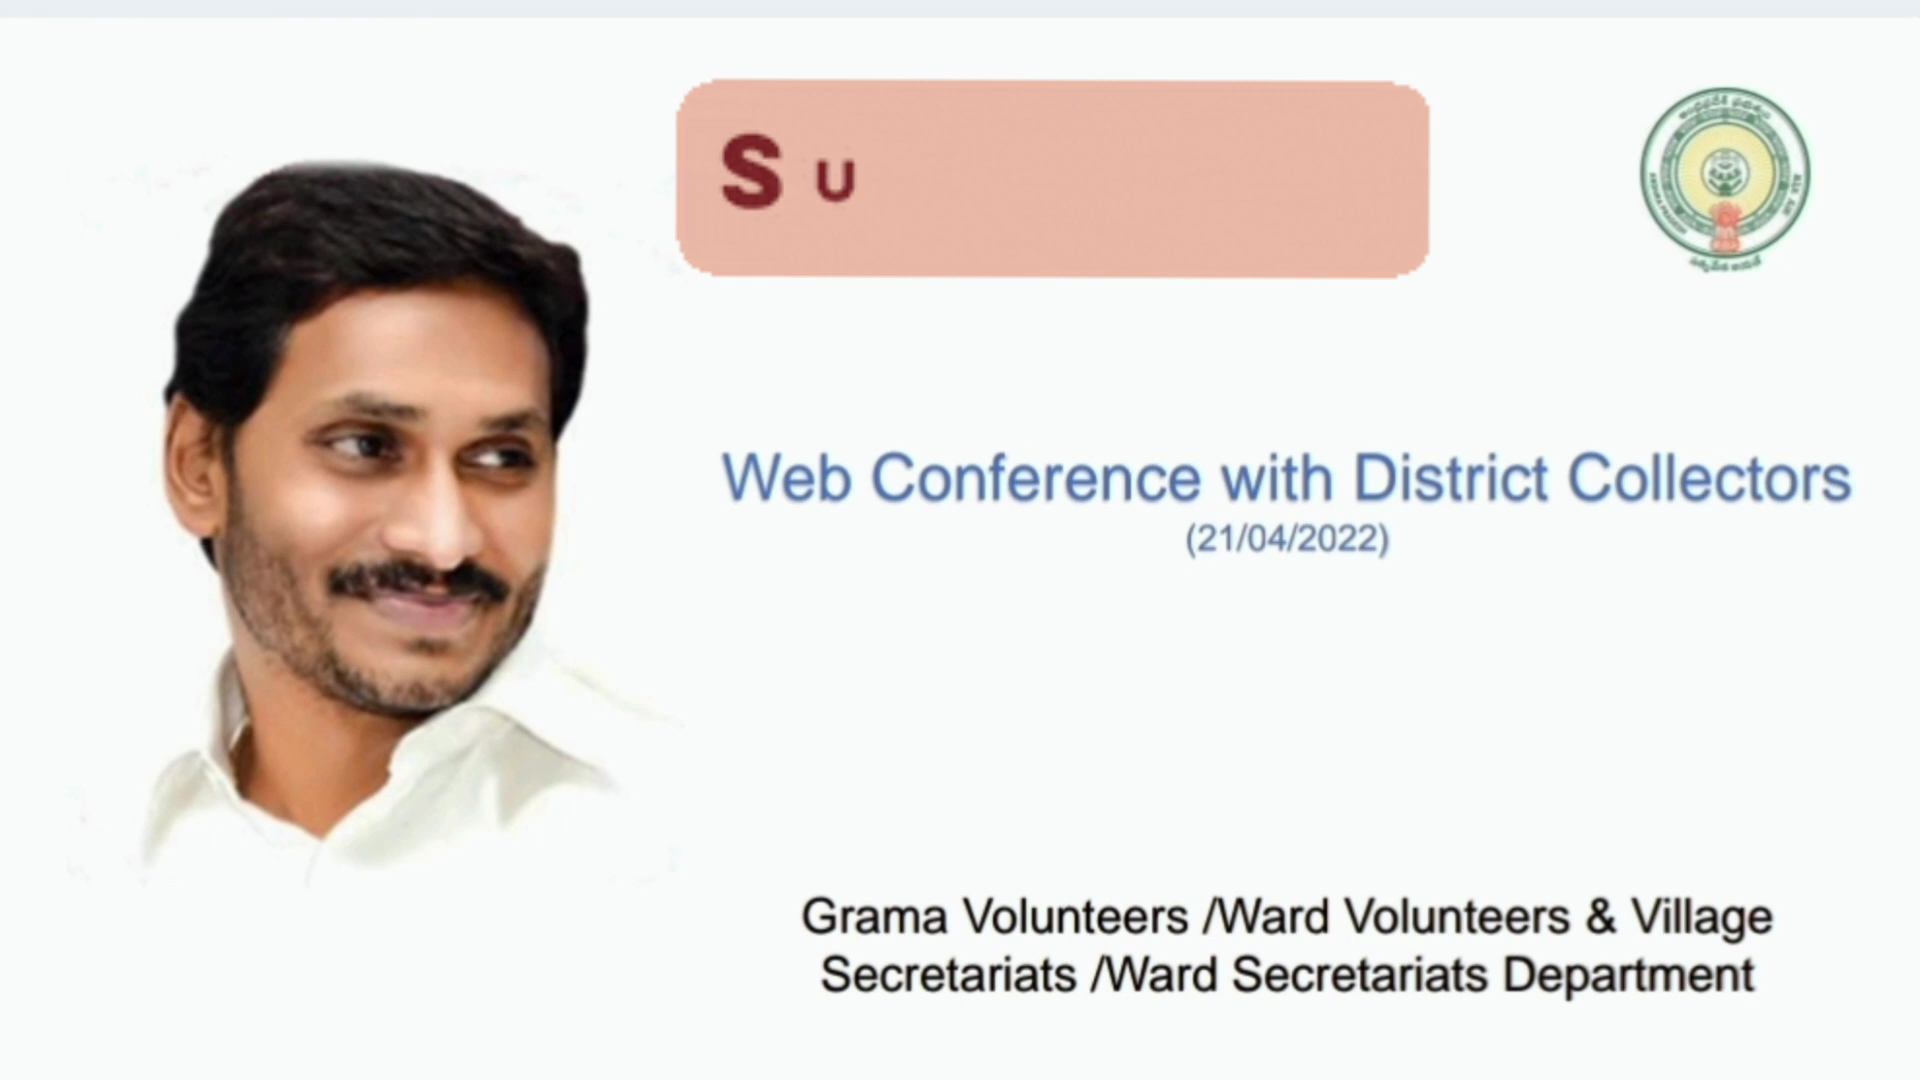 S U
Web Conference with District Collectors
(21/04/2022)
Grama Volunteers /Ward Volunteers & Village
Secretariats /Ward Secretariats Department